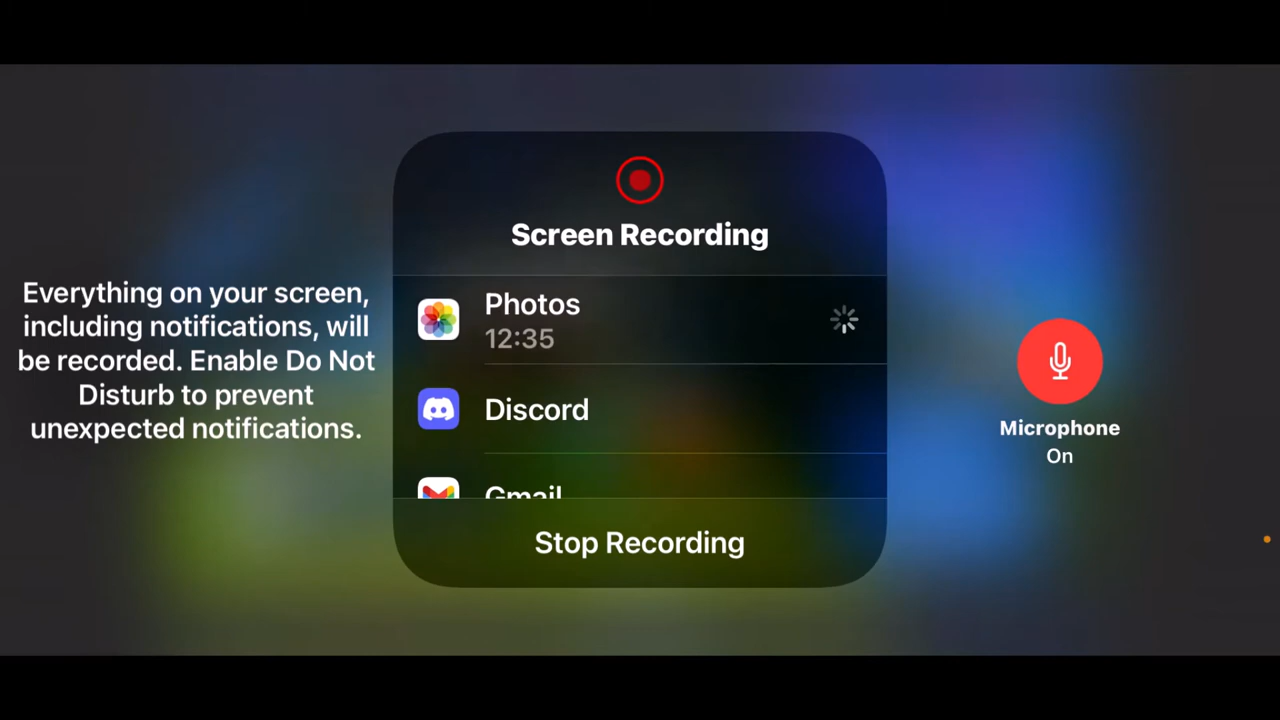 Screen Recording
Everything on your screen,
including notifications, will
be recorded. Enable Do Not
Disturb to prevent
unexpected notifications.
Photos
12:35
Discord
Gmail
Stop Recording
Microphone
On